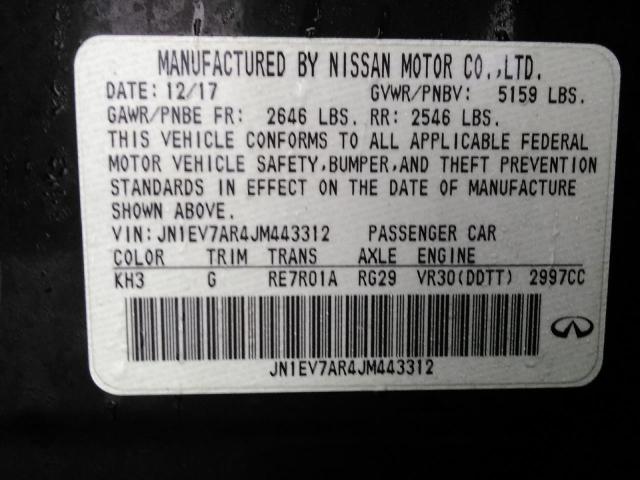 MANUFACTURED BY NISSAN MOTOR CO.,LTD.
DATE: 12/17 GVWR/PNBV: 5159 LBS.
GAWR/PNBE FR: 2646 LBS. RR: 2546 LBS.
THIS VEHICLE CONFORMS TO ALL APPLICABLE FEDERAL
MOTOR VEHICLE SAFETY,BUMPER,AND THEFT PREVENTION
STANDARDS IN EFFECT ON THE DATE OF MANUFACTURE
SHOWN ABOVE.
VIN:JN1EV7AR4JM443312 PASSENGER CAR
COLOR TRIM TRANS AXLE ENGINE
KH3 G RE7R01A RG29 VR30(DDTT) 2997CC
JN1EV7AR4JM443312